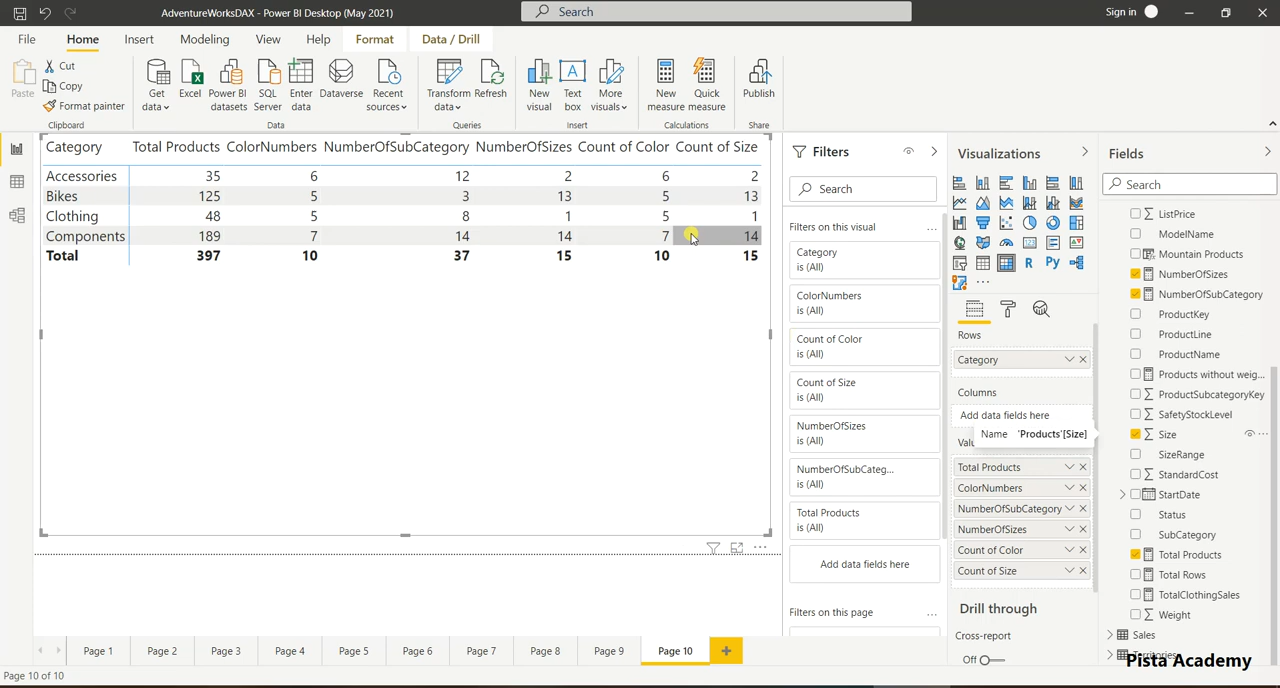 AdventureWorksDAX - Power BI Desktop (May 2021)
Search
Sign in
File Home Insert Modeling View Help Format Data / Drill
Paste
Cut
Copy
Format painter
Clipboard
Get data
Excel
Power BI datasets
SQL Server
Enter data
Dataverse
Recent sources
Data
Transform data
Refresh
Queries
New visual
Text box
More visuals
Insert
New measure
Quick measure
Calculations
Publish
Share
Category Total Products ColorNumbers NumberOfSubCategory NumberOfSizes Count of Color Count of Size
Accessories 35 6 12 2 6 2
Bikes 125 5 3 13 5 13
Clothing 48 5 8 1 5 1
Components 189 7 14 14 7 14
Total 397 10 37 15 10 15
Filters
Search
Filters on this visual ...
Category
is (All)
ColorNumbers
is (All)
Count of Color
is (All)
Count of Size
is (All)
NumberOfSizes
is (All)
NumberOfSubCateg...
is (All)
Total Products
is (All)
Add data fields here
Filters on this page ...
Visualizations
R Py
Rows
Category
Columns
Add data fields here
Name 'Products'[Size]
Total Products
ColorNumbers
NumberOfSubCategory
NumberOfSizes
Count of Color
Count of Size
Drill through
Cross-report
Off
Fields
Search
ListPrice
ModelName
Mountain Products
NumberOfSizes
NumberOfSubCategory
ProductKey
ProductLine
ProductName
Products without weig...
ProductSubcategoryKey
SafetyStockLevel
Size
SizeRange
StandardCost
StartDate
Status
SubCategory
Total Products
Total Rows
TotalClothingSales
Weight
Sales
Pista Academy
Page 1 Page 2 Page 3 Page 4 Page 5 Page 6 Page 7 Page 8 Page 9 Page 10 +
Page 10 of 10